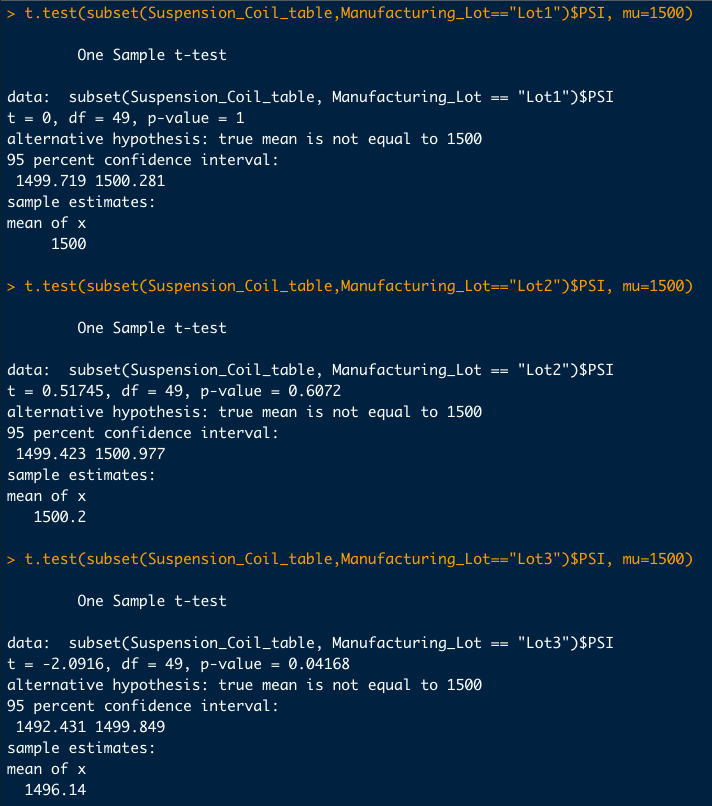 > t.test(subset(Suspension_Coil_table,Manufacturing_Lot=="Lot1")$PSI, mu=1500)
One Sample t-test
data:  subset(Suspension_Coil_table, Manufacturing_Lot == "Lot1")$PSI
t = 0, df = 49, p-value = 1
alternative hypothesis: true mean is not equal to 1500
95 percent confidence interval:
1499.719 1500.281
sample estimates:
mean of x
1500
> t.test(subset(Suspension_Coil_table,Manufacturing_Lot=="Lot2")$PSI, mu=1500)
One Sample t-test
data:  subset(Suspension_Coil_table, Manufacturing_Lot == "Lot2")$PSI
t = 0.51745, df = 49, p-value = 0.6072
alternative hypothesis: true mean is not equal to 1500
95 percent confidence interval:
1499.423 1500.977
sample estimates:
mean of x
1500.2
> t.test(subset(Suspension_Coil_table,Manufacturing_Lot=="Lot3")$PSI, mu=1500)
One Sample t-test
data:  subset(Suspension_Coil_table, Manufacturing_Lot == "Lot3")$PSI
t = -2.0916, df = 49, p-value = 0.04168
alternative hypothesis: true mean is not equal to 1500
95 percent confidence interval:
1492.431 1499.849
sample estimates:
mean of x
1496.14